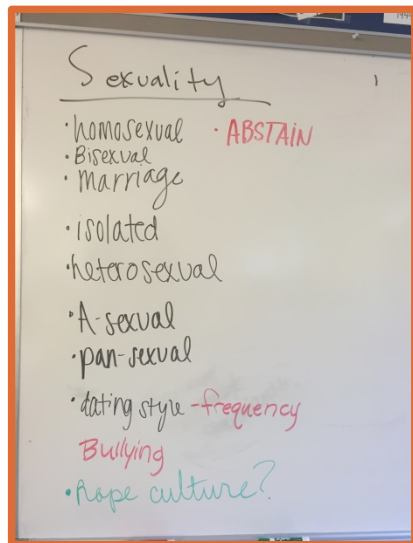 Sexuality
• homosexual • ABSTAIN
• Bisexual
• marriage
• isolated
• heterosexual
• A-sexual
• pan-sexual
• dating style - frequency
Bullying
• Rape culture?